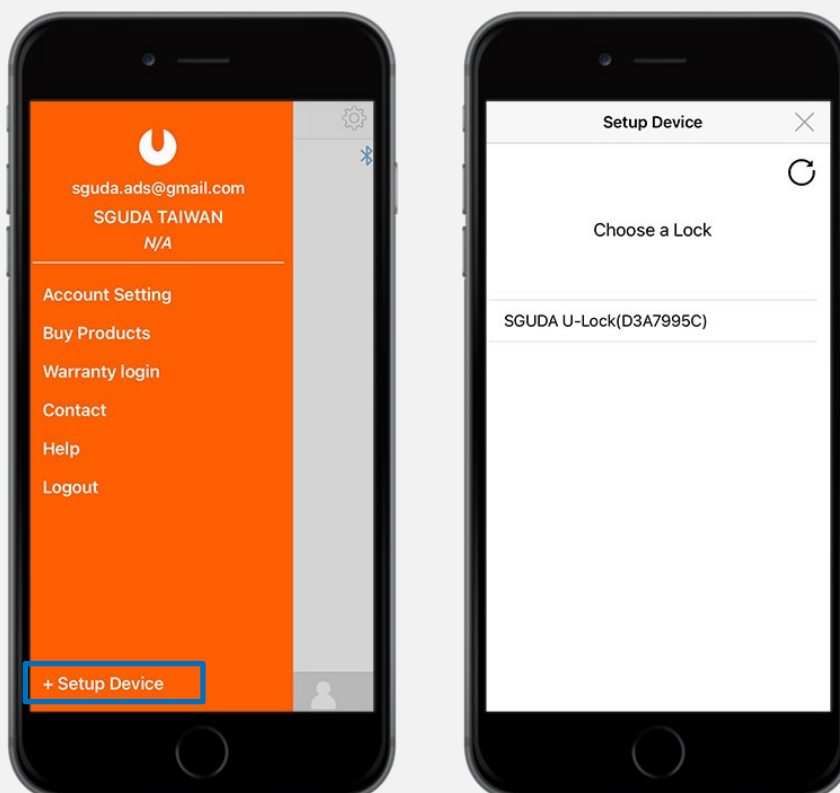 sguda.ads@gmail.com
SGUDA TAIWAN
N/A
Account Setting
Buy Products
Warranty login
Contact
Help
Logout
+ Setup Device
Setup Device
Choose a Lock
SGUDA U-Lock(D3A7995C)